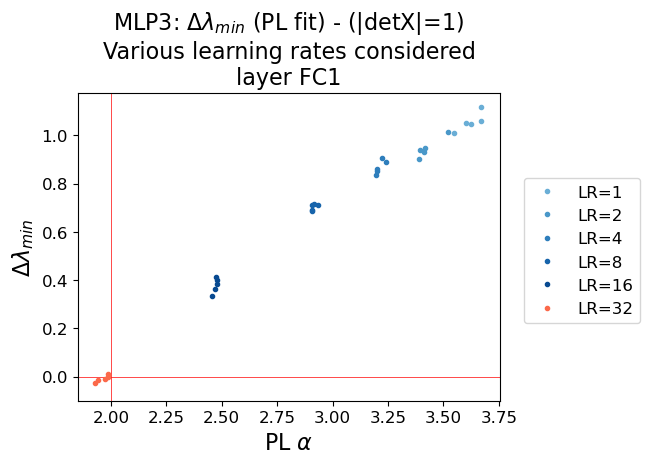 MLP3: Δλmin (PL fit) - (|detX|=1)
Various learning rates considered
layer FC1
Δλmin
1.0
0.8
0.6
0.4
0.2
0.0
2.00 2.25 2.50 2.75 3.00 3.25 3.50 3.75
PL α
LR=1
LR=2
LR=4
LR=8
LR=16
LR=32